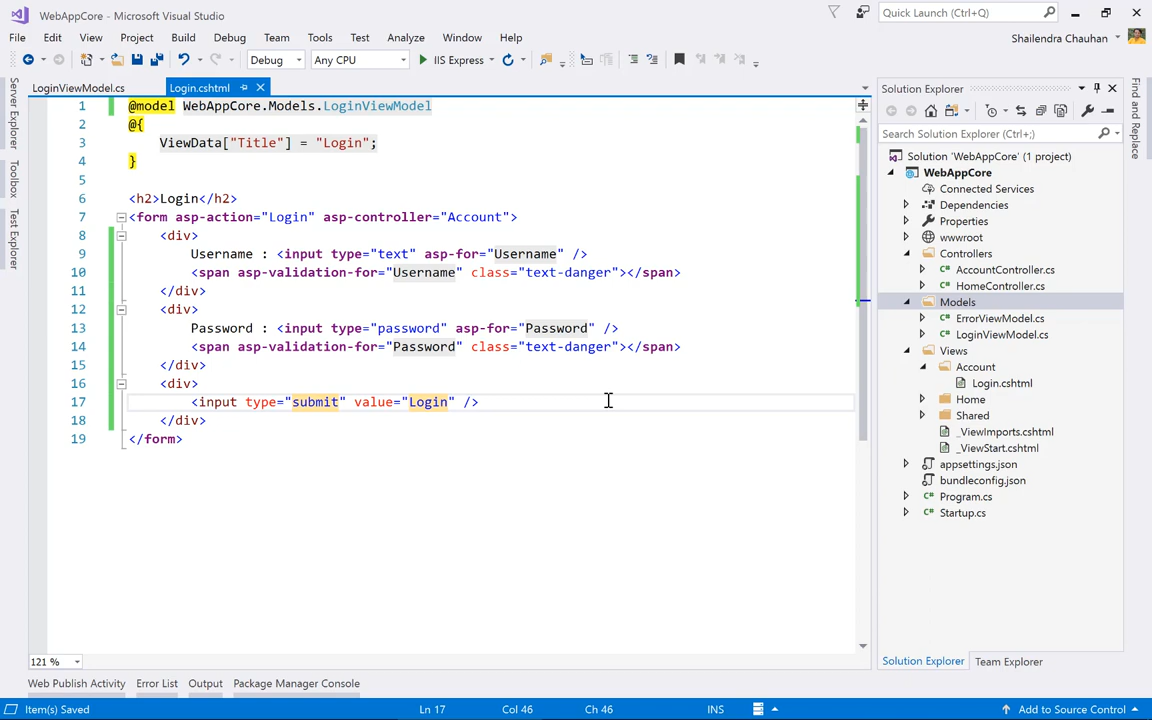 WebAppCore - Microsoft Visual Studio
Quick Launch (Ctrl+Q)
File Edit View Project Build Debug Team Tools Test Analyze Window Help
Shailendra Chauhan
Debug Any CPU IIS Express
Server Explorer
Toolbox
Test Explorer
LoginViewModel.cs Login.cshtml
1 @model WebAppCore.Models.LoginViewModel
2 @{
3 ViewData["Title"] = "Login";
4 }
5
6 <h2>Login</h2>
7 <form asp-action="Login" asp-controller="Account">
8 <div>
9 Username : <input type="text" asp-for="Username" />
10 <span asp-validation-for="Username" class="text-danger"></span>
11 </div>
12 <div>
13 Password : <input type="password" asp-for="Password" />
14 <span asp-validation-for="Password" class="text-danger"></span>
15 </div>
16 <div>
17 <input type="submit" value="Login" />
18 </div>
19 </form>
121 %
Solution Explorer
Search Solution Explorer (Ctrl+;)
Solution 'WebAppCore' (1 project)
WebAppCore
Connected Services
Dependencies
Properties
wwwroot
Controllers
C# AccountController.cs
C# HomeController.cs
Models
C# ErrorViewModel.cs
C# LoginViewModel.cs
Views
Account
Login.cshtml
Home
Shared
_ViewImports.cshtml
_ViewStart.cshtml
appsettings.json
bundleconfig.json
C# Program.cs
C# Startup.cs
Solution Explorer Team Explorer
Find and Replace
Web Publish Activity Error List Output Package Manager Console
Item(s) Saved Ln 17 Col 46 Ch 46 INS Add to Source Control